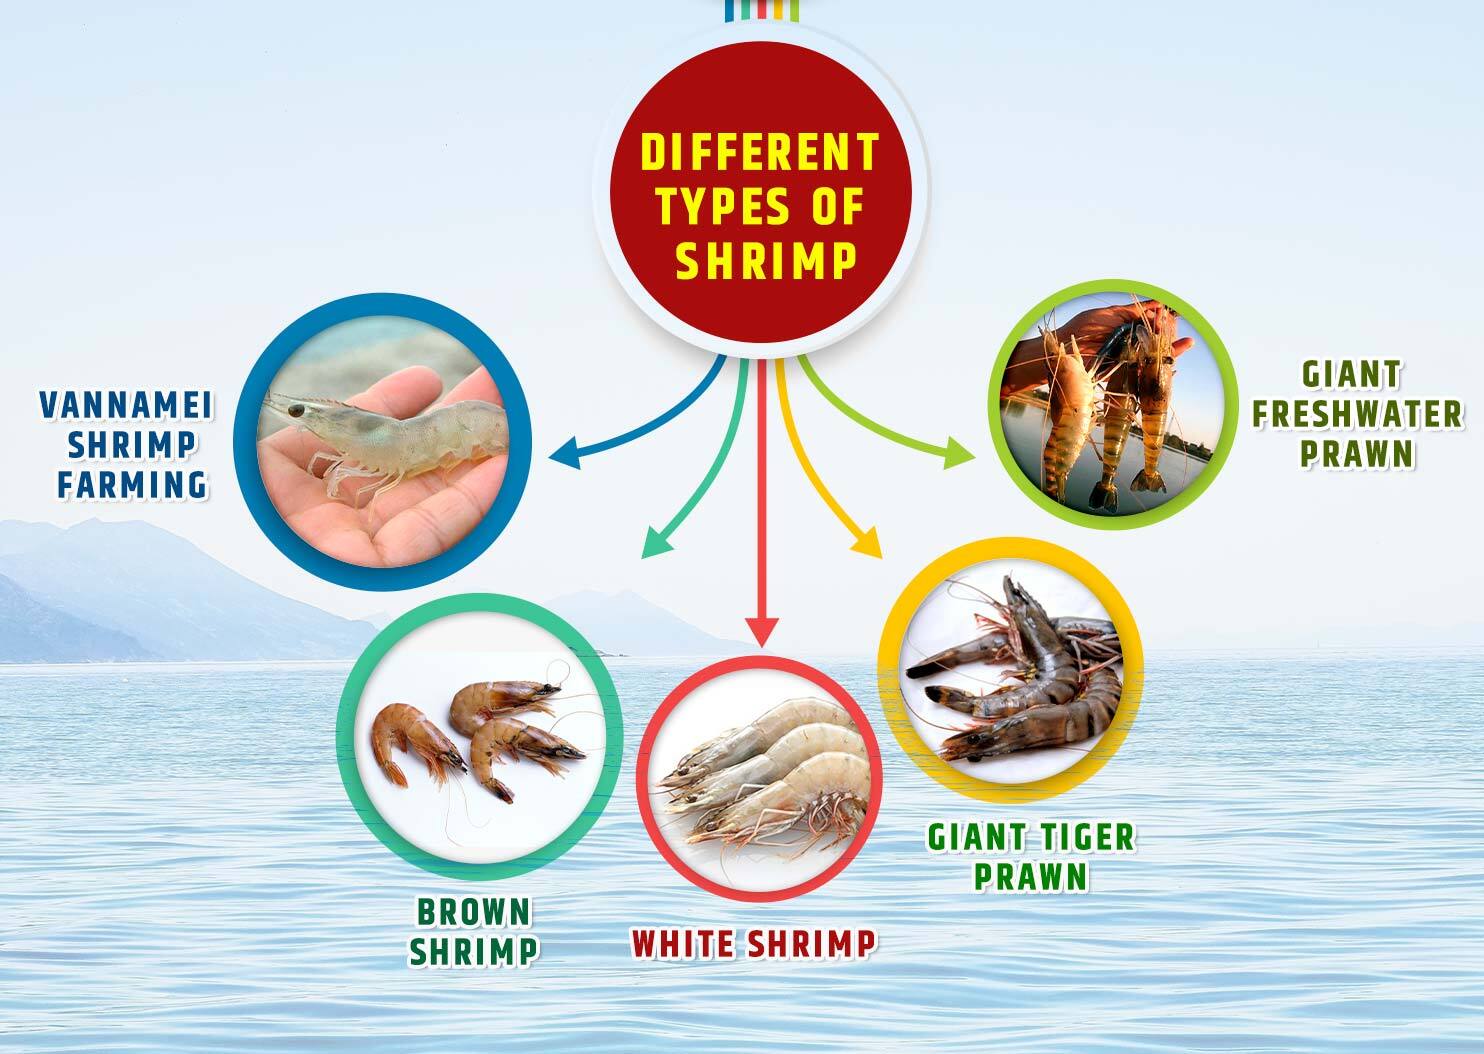 DIFFERENT
TYPES OF
SHRIMP
VANNAMEI
SHRIMP
FARMING
BROWN
SHRIMP
WHITE SHRIMP
GIANT TIGER
PRAWN
GIANT
FRESHWATER
PRAWN